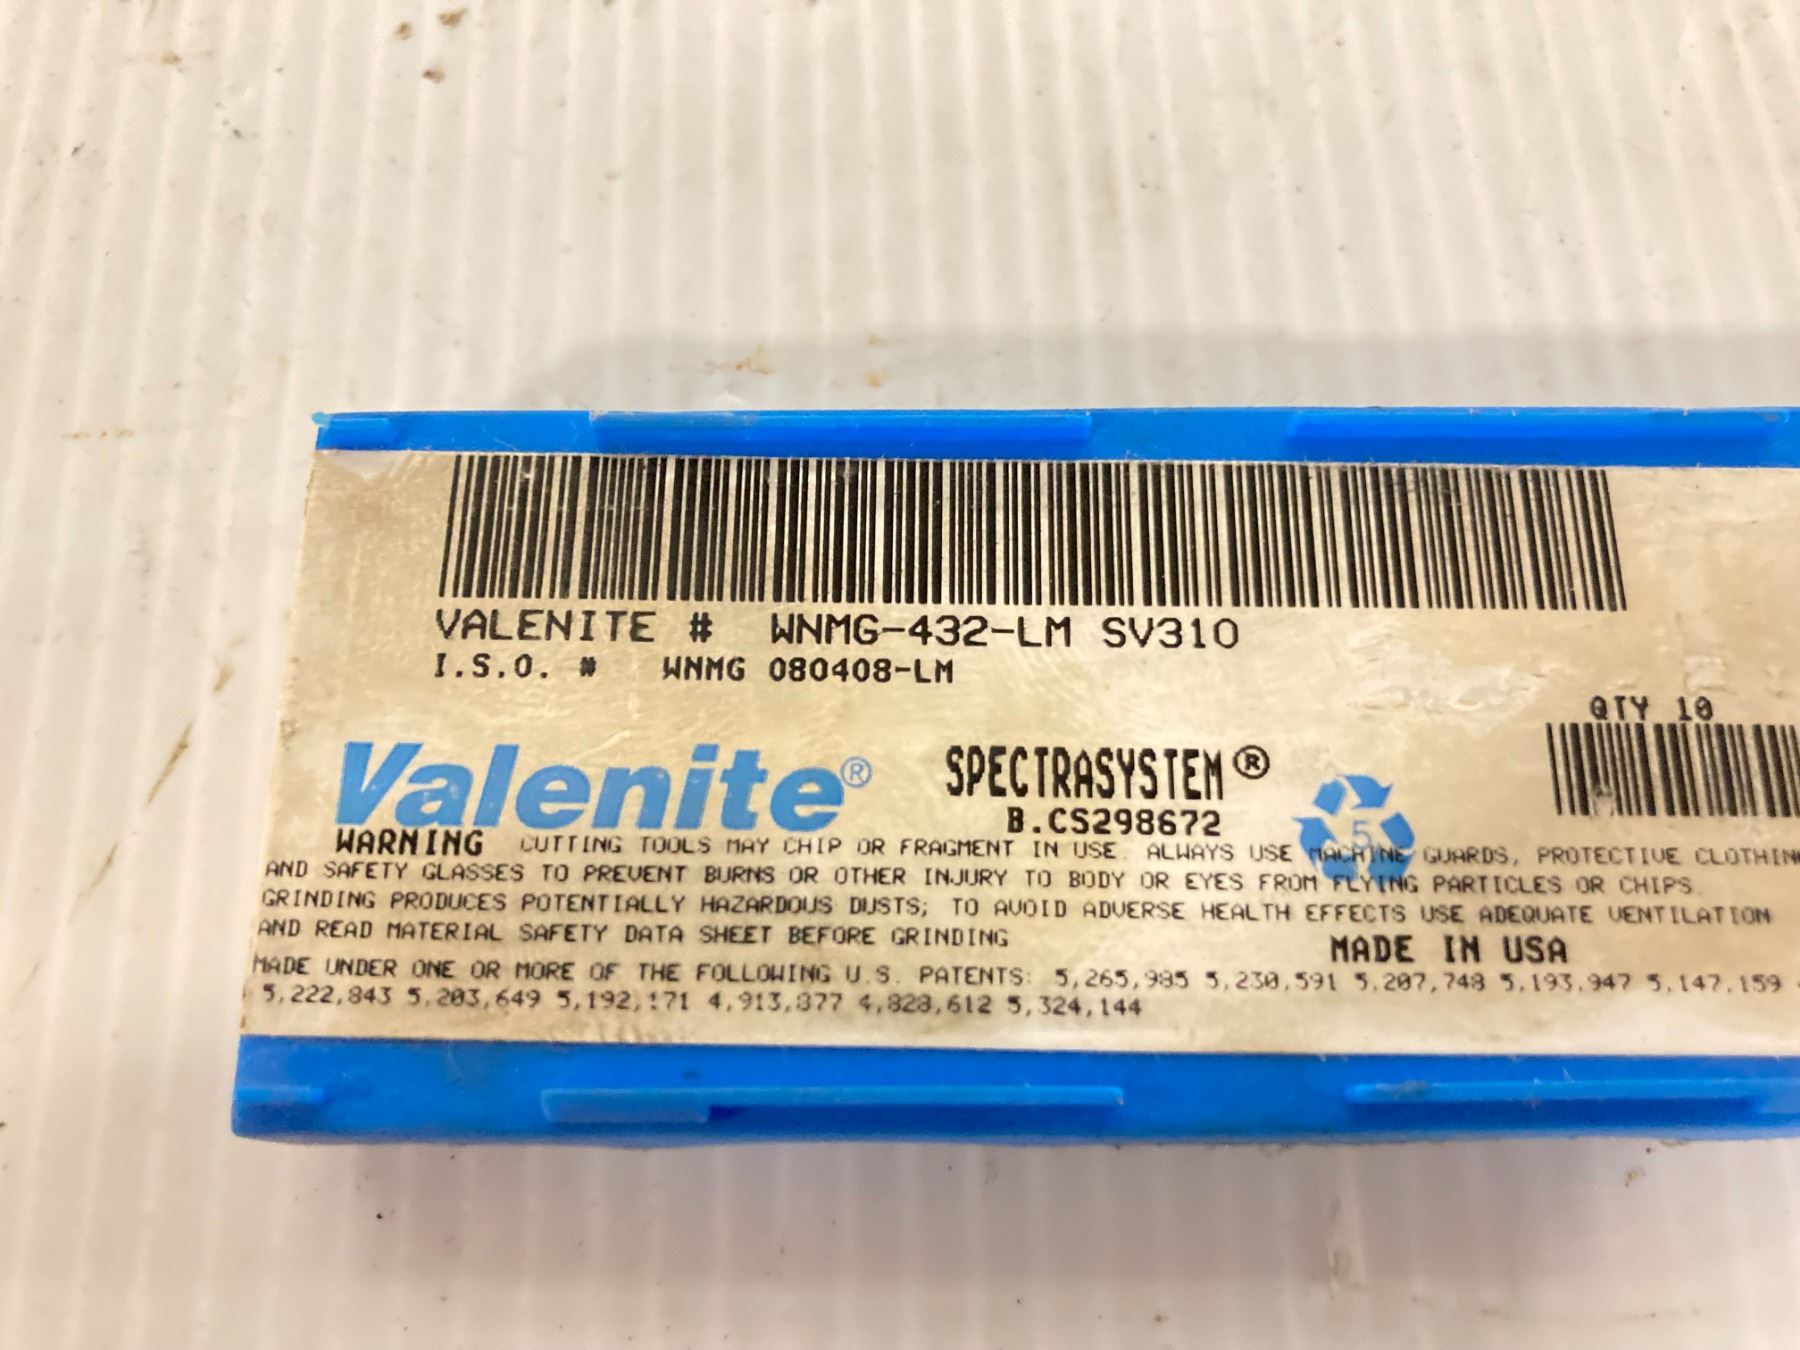 VALENITE # WNMG-432-LM SV310
I.S.O. # WNMG 080408-LM
QTY 10
Valenite® SPECTRASYSTEM®
B.CS298672
5
WARNING CUTTING TOOLS MAY CHIP OR FRAGMENT IN USE. ALWAYS USE MACHINE GUARDS, PROTECTIVE
AND SAFETY GLASSES TO PREVENT BURNS OR OTHER INJURY TO BODY OR EYES FROM FLYING PARTICLES OR CHIPS.
GRINDING PRODUCES POTENTIALLY HAZARDOUS DUSTS; TO AVOID ADVERSE HEALTH EFFECTS USE ADEQUATE VENTILATION
AND READ MATERIAL SAFETY DATA SHEET BEFORE GRINDING
MADE IN USA
MADE UNDER ONE OR MORE OF THE FOLLOWING U.S. PATENTS: 5,265,985 5,230,591 5,207,748 5,193,947 5,147,159
5,222,843 5,203,649 5,192,171 4,913,877 4,828,612 5,324,144